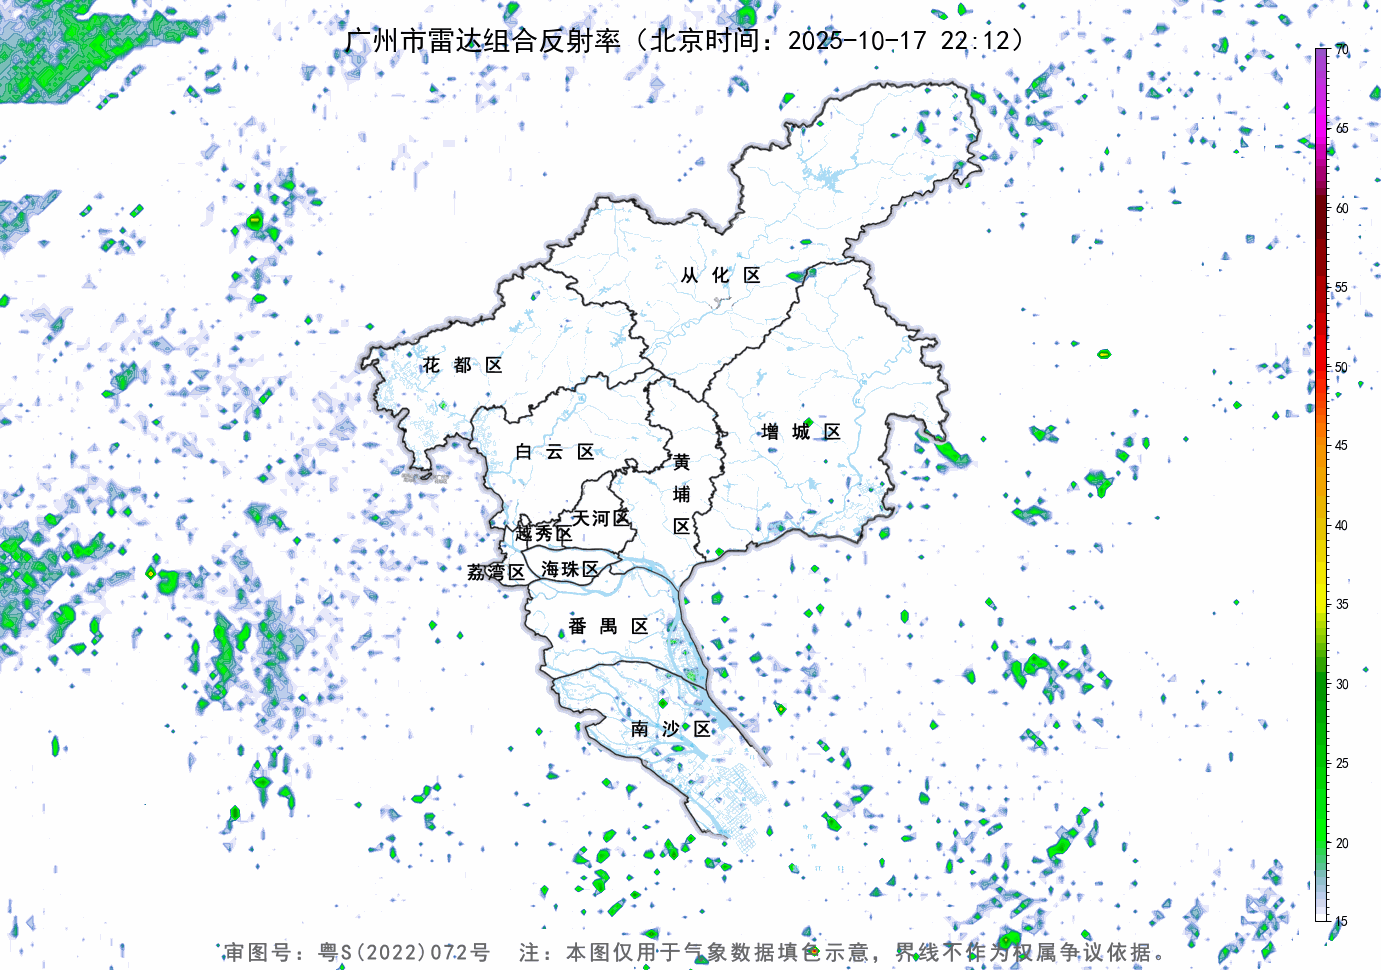 广州市雷达组合反射率（北京时间：2025-10-17 22:12）
70
65
60
55
50
45
40
35
30
25
20
15
从化区
花都区
增城区
白云区
黄埔区
天河区
越秀区
荔湾区
海珠区
番禺区
南沙区
审图号：粤S(2022)072号 注：本图仅用于气象数据填色示意，界线不作为权属争议依据。